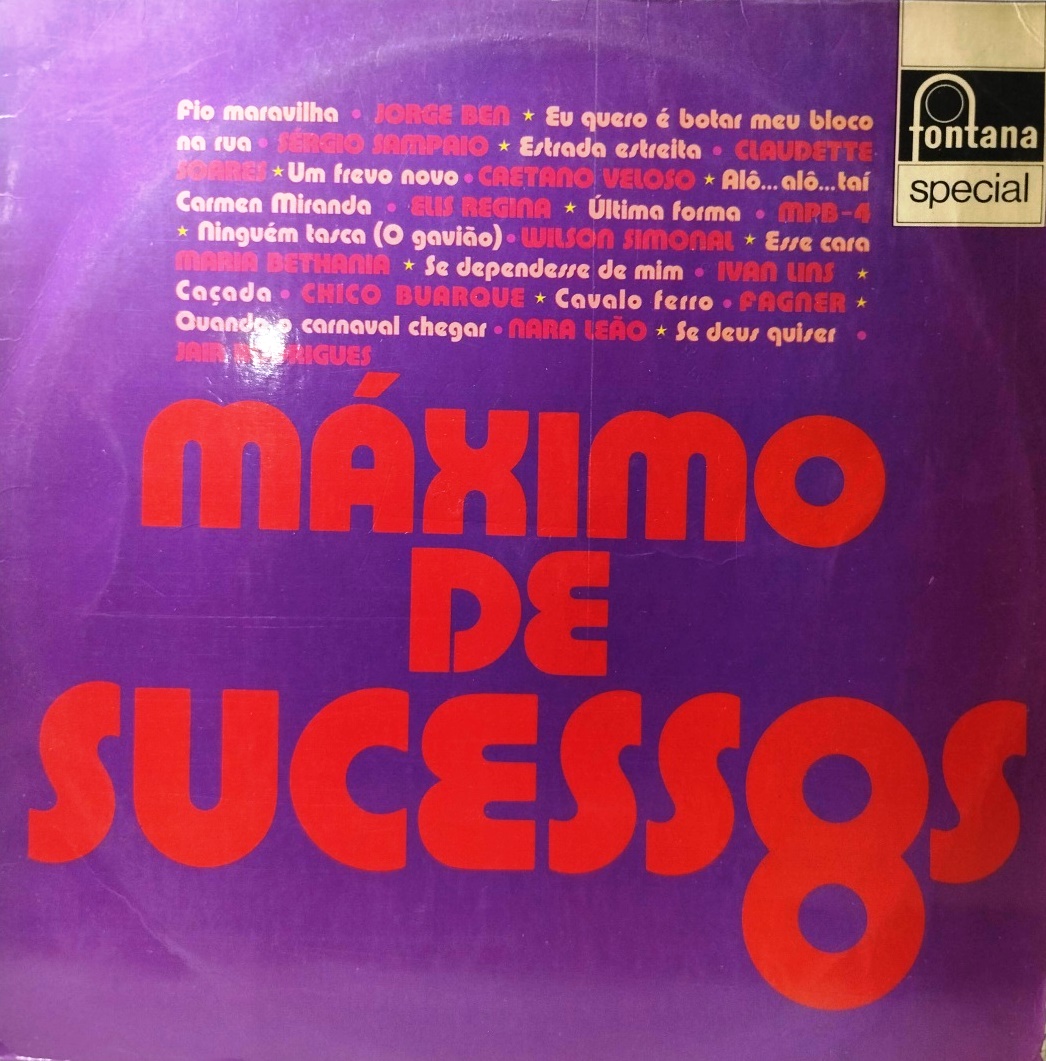 Fio maravilha • JORGE BEN ★ Eu quero é botar meu bloco
na rua • SÉRGIO SAMPAIO ★ Estrada estreita • CLAUDETTE
SOARES ★ Um frevo novo • CAETANO VELOSO ★ Alô...alô...taí
Carmen Miranda • ELIS REGINA ★ Última forma • MPB-4
★ Ninguém tasca (O gavião) • WILSON SIMONAL ★ Esse cara
MARIA BETHANIA ★ Se dependesse de mim • IVAN LINS ★
Caçada • CHICO BUARQUE ★ Cavalo ferro • FAGNER ★
Quando o carnaval chegar • NARA LEÃO ★ Se deus quiser •
JAIR RODRIGUES
fontana
special
MÁXIMO
DE
SUCESSOS
8